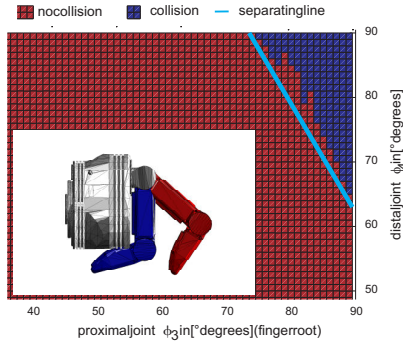 nocollision collision separatingline
90
80
70
60
50
distaljoint ϕ4in[°degrees]
40 50 60 70 80 90
proximaljoint ϕ3in[°degrees](fingerroot)